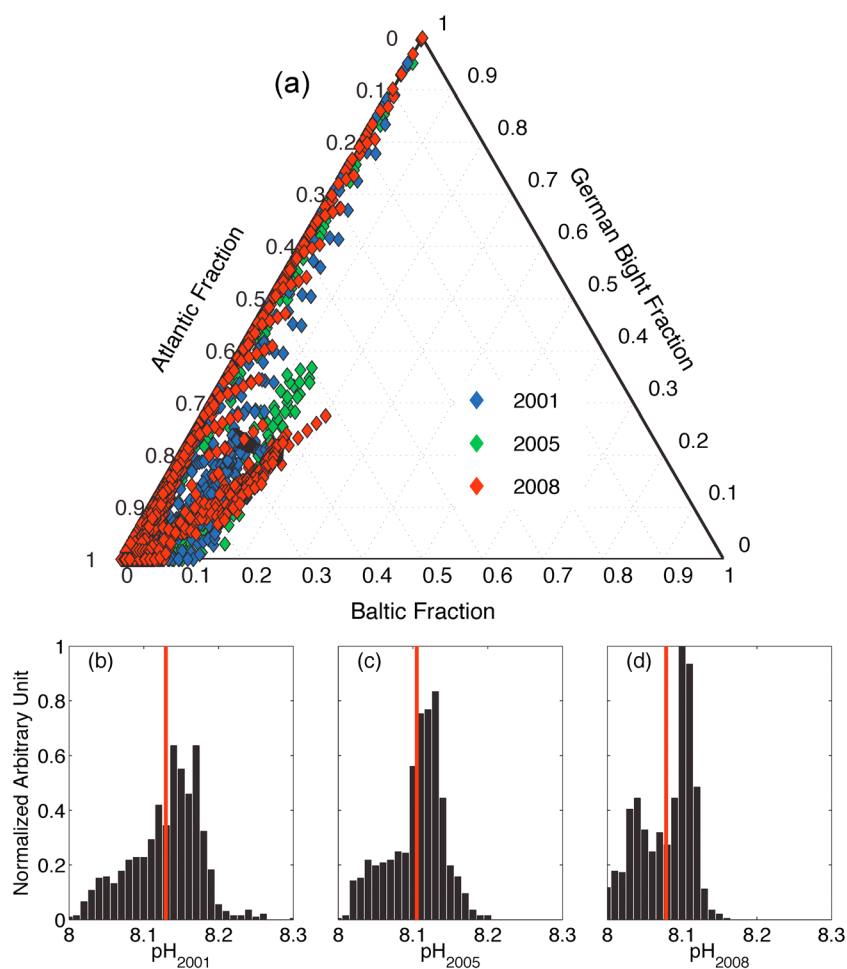 (a)
1
0
0.9
0.1
0.8
0.2
0.7
0.3
0.6
0.4
0.5
0.5
0.4
0.6
0.3
0.7
0.2
0.8
0.1
0.9
0
1
Atlantic Fraction
German Bight Fraction
2001
2005
2008
0 0.1 0.2 0.3 0.4 0.5 0.6 0.7 0.8 0.9 1
Baltic Fraction
Normalized Arbitrary Unit
1
0.8
0.6
0.4
0.2
0
(b)
8 8.1 8.2 8.3
pH2001
(c)
8 8.1 8.2
pH2005
(d)
8 8.1 8.2 8.3
pH2008